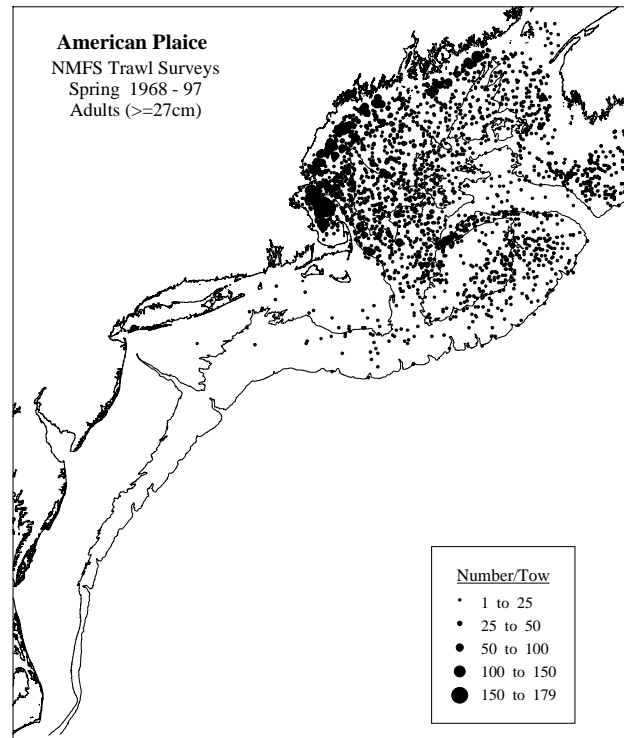 American Plaice
NMFS Trawl Surveys
Spring 1968 - 97
Adults (>=27cm)
Number/Tow
1 to 25
25 to 50
50 to 100
100 to 150
150 to 179